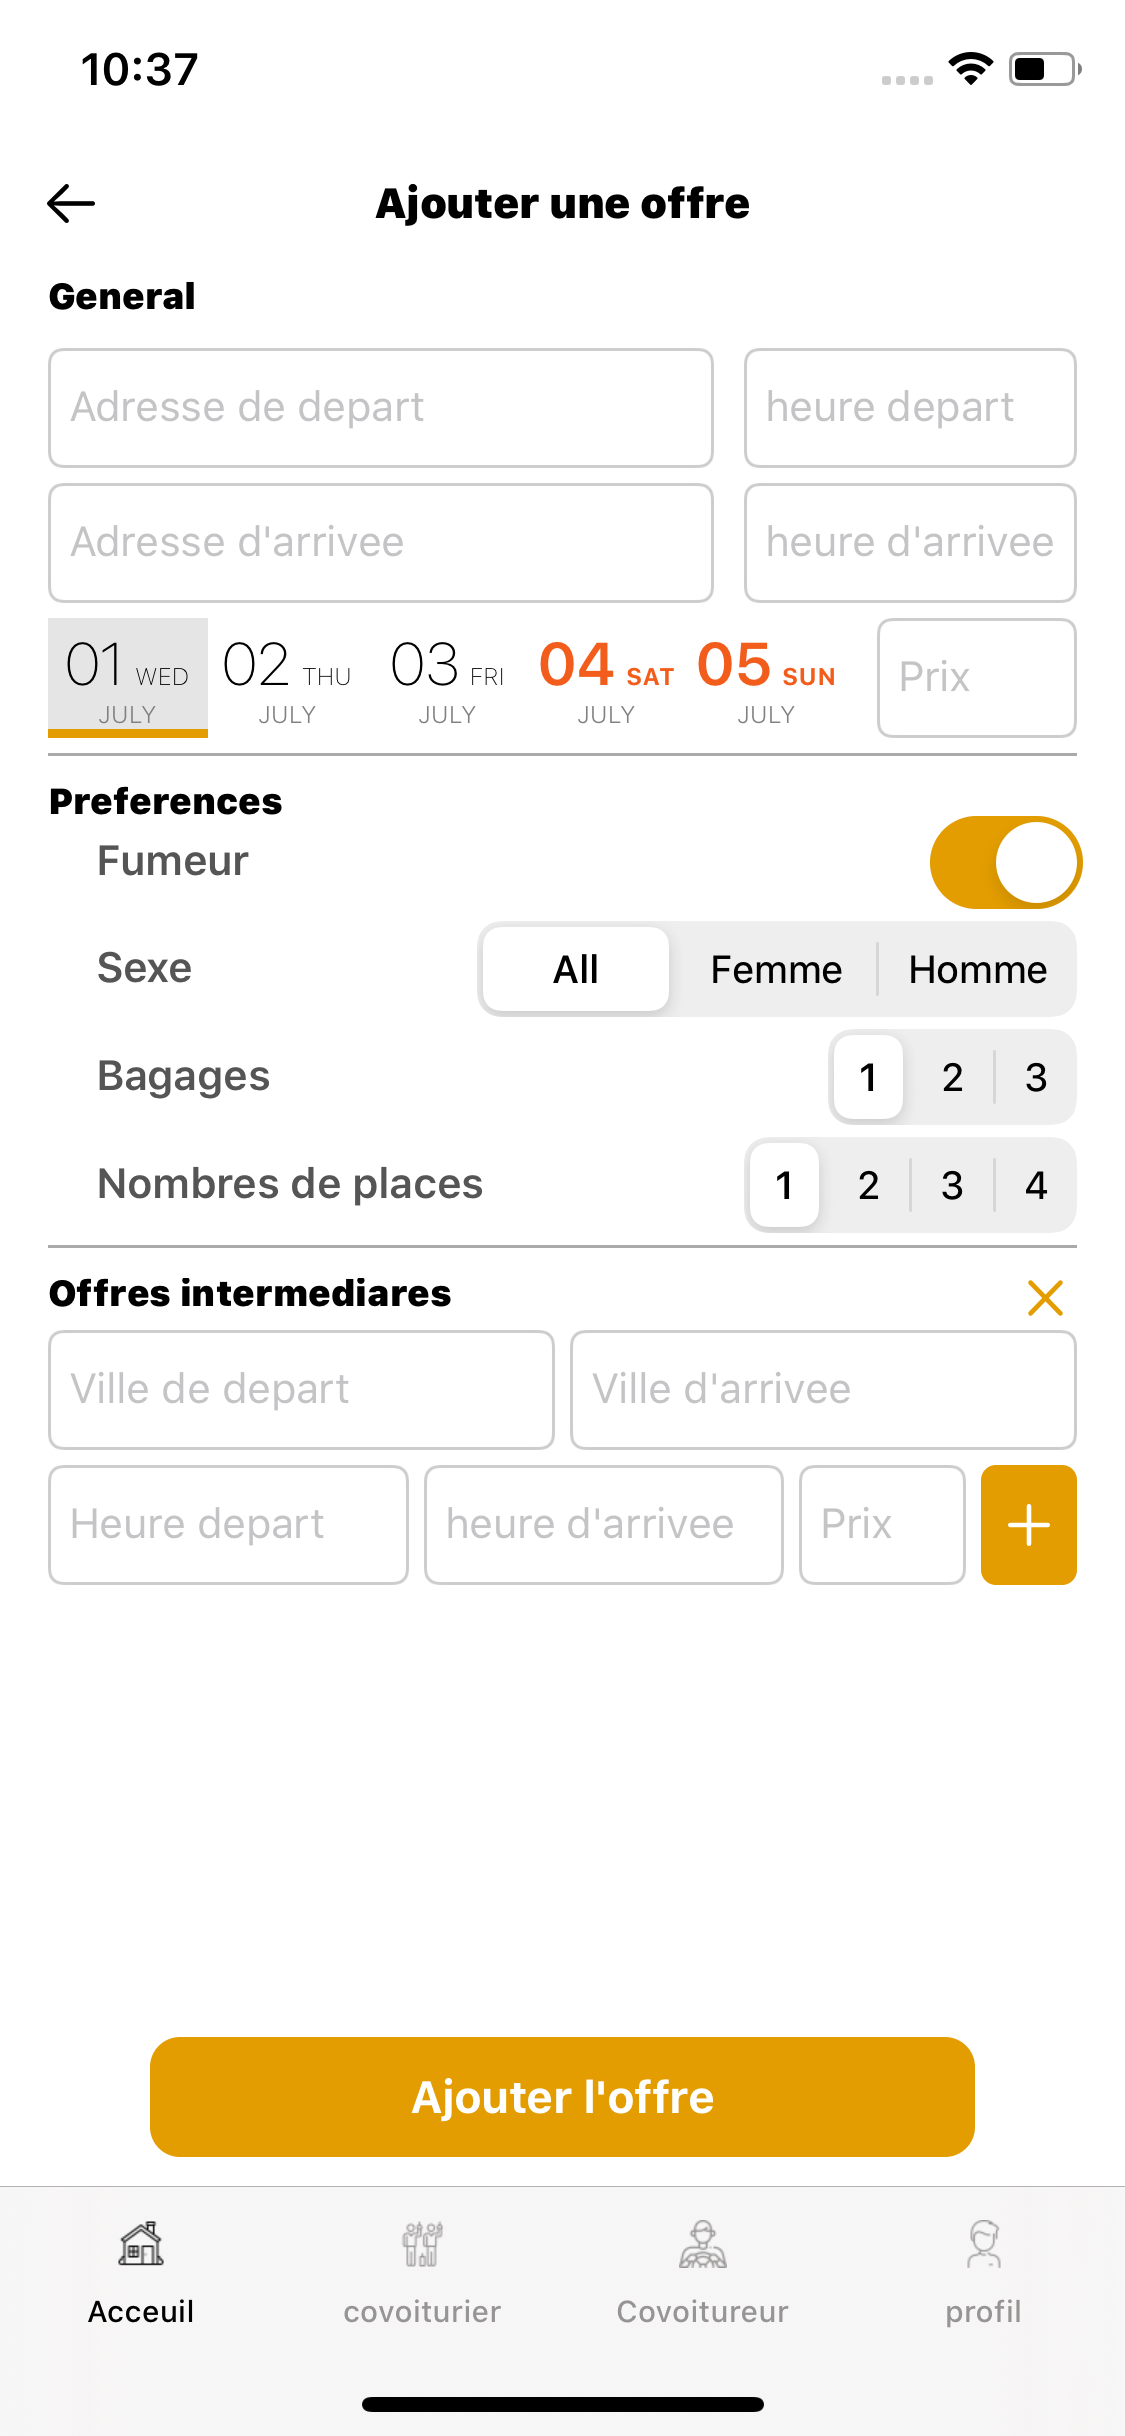 10:37
Ajouter une offre
General
Adresse de depart
heure depart
Adresse d'arrivee
heure d'arrivee
01 WED JULY
02 THU JULY
03 FRI JULY
04 SAT JULY
05 SUN JULY
Prix
Preferences
Fumeur
Sexe
All Femme Homme
Bagages
1 2 3
Nombres de places
1 2 3 4
Offres intermediares
Ville de depart
Ville d'arrivee
Heure depart
heure d'arrivee
Prix
Ajouter l'offre
Acceuil
covoiturier
Covoitureur
profil